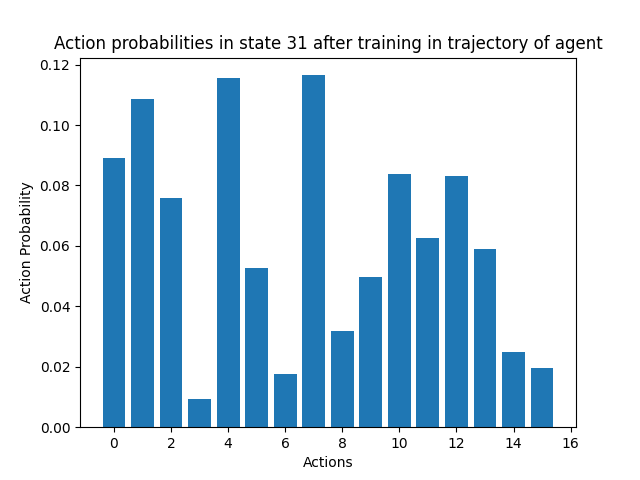 Action probabilities in state 31 after training in trajectory of agent
0.12
0.10
0.08
0.06
0.04
0.02
0.00
Action Probability
0 2 4 6 8 10 12 14 16
Actions